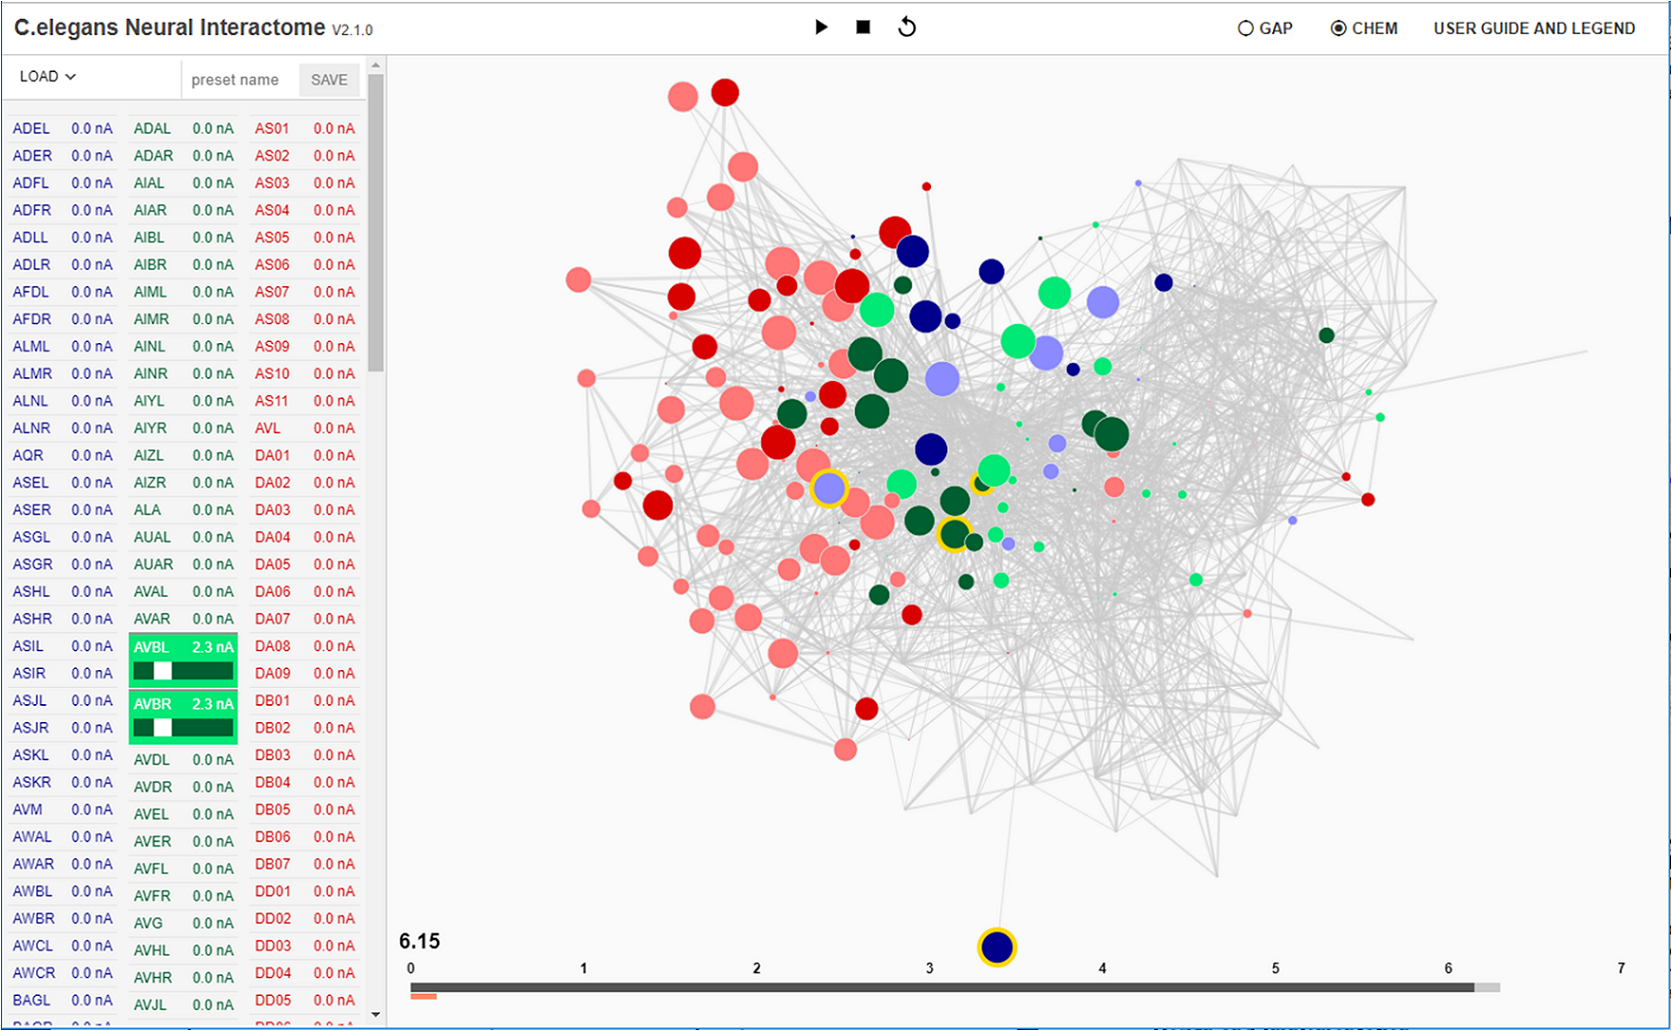 C.elegans Neural Interactome V2.1.0
GAP CHEM USER GUIDE AND LEGEND
LOAD preset name SAVE
ADEL 0.0 nA ADAL 0.0 nA AS01 0.0 nA
ADER 0.0 nA ADAR 0.0 nA AS02 0.0 nA
ADFL 0.0 nA AIAL 0.0 nA AS03 0.0 nA
ADFR 0.0 nA AIAR 0.0 nA AS04 0.0 nA
ADLL 0.0 nA AIBL 0.0 nA AS05 0.0 nA
ADLR 0.0 nA AIBR 0.0 nA AS06 0.0 nA
AFDL 0.0 nA AIML 0.0 nA AS07 0.0 nA
AFDR 0.0 nA AIMR 0.0 nA AS08 0.0 nA
ALML 0.0 nA AINL 0.0 nA AS09 0.0 nA
ALMR 0.0 nA AINR 0.0 nA AS10 0.0 nA
ALNL 0.0 nA AIYL 0.0 nA AS11 0.0 nA
ALNR 0.0 nA AIYR 0.0 nA AVL 0.0 nA
AQR 0.0 nA AIZL 0.0 nA DA01 0.0 nA
ASEL 0.0 nA AIZR 0.0 nA DA02 0.0 nA
ASER 0.0 nA ALA 0.0 nA DA03 0.0 nA
ASGL 0.0 nA AUAL 0.0 nA DA04 0.0 nA
ASGR 0.0 nA AUAR 0.0 nA DA05 0.0 nA
ASHL 0.0 nA AVAL 0.0 nA DA06 0.0 nA
ASHR 0.0 nA AVAR 0.0 nA DA07 0.0 nA
ASIL 0.0 nA AVBL 2.3 nA DA08 0.0 nA
ASIR 0.0 nA DA09 0.0 nA
ASJL 0.0 nA AVBR 2.3 nA DB01 0.0 nA
ASJR 0.0 nA DB02 0.0 nA
ASKL 0.0 nA AVDL 0.0 nA DB03 0.0 nA
ASKR 0.0 nA AVDR 0.0 nA DB04 0.0 nA
AVM 0.0 nA AVEL 0.0 nA DB05 0.0 nA
AWAL 0.0 nA AVER 0.0 nA DB06 0.0 nA
AWAR 0.0 nA AVFL 0.0 nA DB07 0.0 nA
AWBL 0.0 nA AVFR 0.0 nA DD01 0.0 nA
AWBR 0.0 nA AVG 0.0 nA DD02 0.0 nA
AWCL 0.0 nA AVHL 0.0 nA DD03 0.0 nA
AWCR 0.0 nA AVHR 0.0 nA DD04 0.0 nA
BAGL 0.0 nA AVJL 0.0 nA DD05 0.0 nA
6.15
0 1 2 3 4 5 6 7